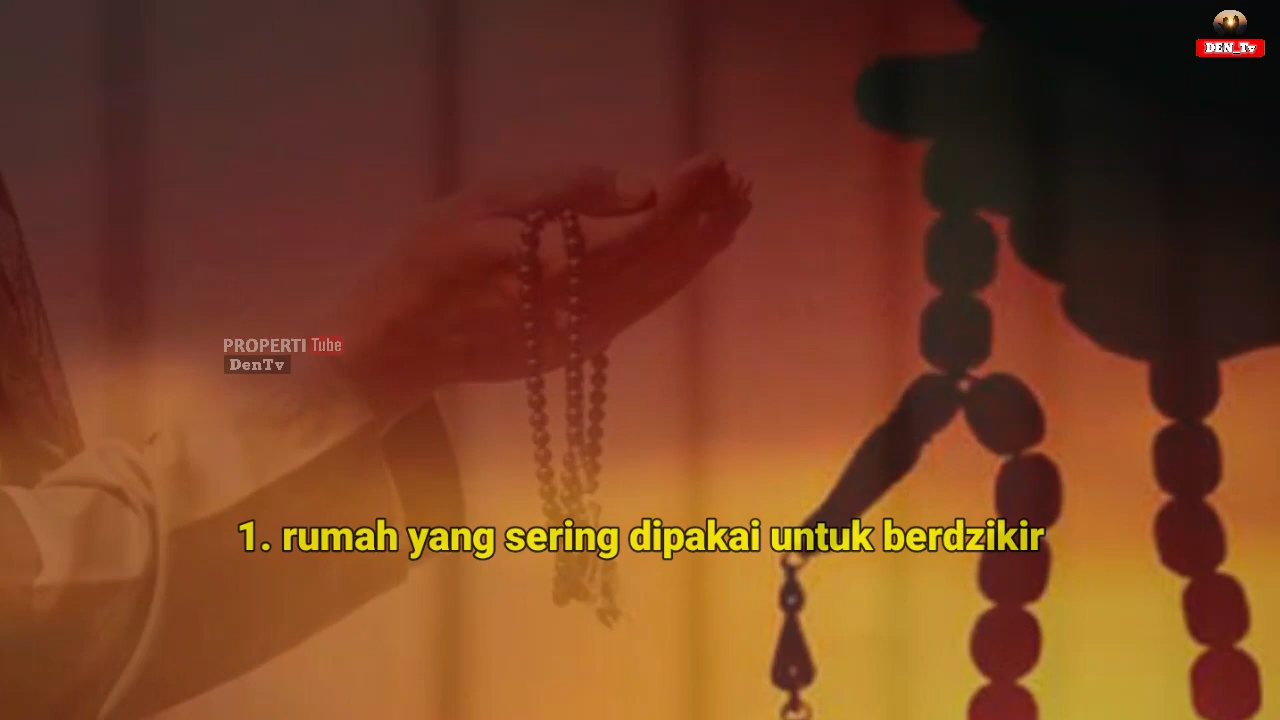 DEN_Tv
PROPERTI Tube
DenTv
1. rumah yang sering dipakai untuk berdzikir